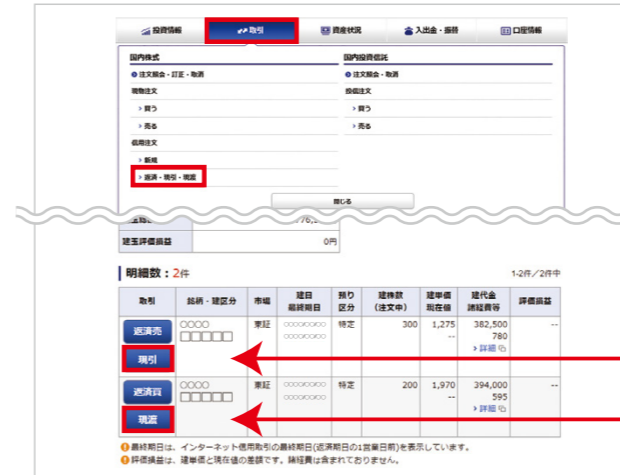 投資情報 取引 資産状況 入出金・振替 口座情報
国内株式 国内投資信託
注文照会・訂正・取消 注文照会・取消
現物注文 投信注文
買う 買う
売る 売る
信用注文
新規
返済・現引・現渡
閉じる
建玉評価損益 0円
明細数：2件 1-2件／2件中
取引 銘柄・建区分 市場 建日 預り 建株数 建単価 建代金 評価損益
最終期日 区分 (注文中) 現在値 諸経費等
返済売 ○○○○ 東証 ○○/○○/○○ 特定 300 1,275 382,500 --
□□□□□ ○○/○○/○○ -- 780
現引 詳細
返済買 ○○○○ 東証 ○○/○○/○○ 特定 200 1,970 394,000 --
□□□□□ ○○/○○/○○ -- 595
現渡 詳細
最終期日は、インターネット信用取引の最終期日(返済期日の1営業日前)を表示しています。
評価損益は、建単価と現在値の差額です。諸経費は含まれておりません。